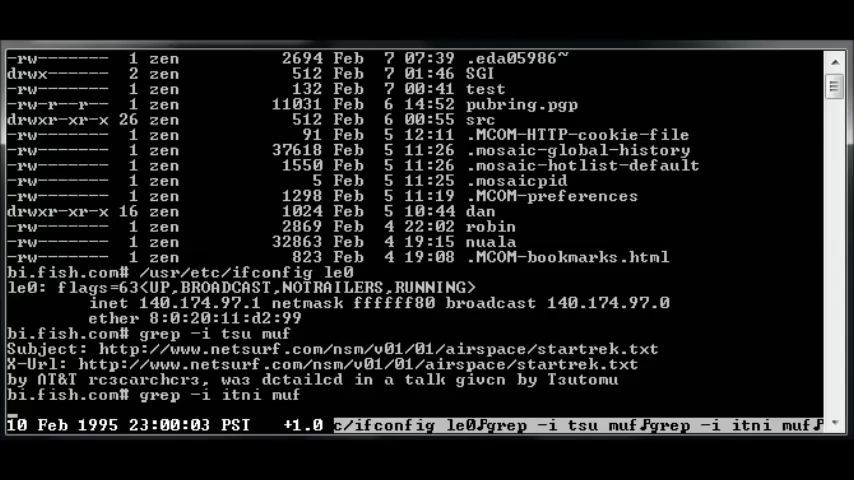 -rw------- 1 zen 2694 Feb 7 07:39 .eda05986~
drwx------ 2 zen 512 Feb 7 01:46 SGI
-rw------- 1 zen 132 Feb 7 00:41 test
-rw-r--r-- 1 zen 11031 Feb 6 14:52 pubring.pgp
drwxr-xr-x 26 zen 512 Feb 6 00:55 src
-rw------- 1 zen 91 Feb 5 12:11 .MCOM-HTTP-cookie-file
-rw------- 1 zen 37618 Feb 5 11:26 .mosaic-global-history
-rw------- 1 zen 1550 Feb 5 11:26 .mosaic-hotlist-default
-rw------- 1 zen 5 Feb 5 11:25 .mosaicpid
-rw------- 1 zen 1298 Feb 5 11:19 .MCOM-preferences
drwxr-xr-x 16 zen 1024 Feb 5 10:44 dan
-rw------- 1 zen 2869 Feb 4 22:02 robin
-rw------- 1 zen 32863 Feb 4 19:15 nuala
-rw------- 1 zen 823 Feb 4 19:08 .MCOM-bookmarks.html
bi.fish.com# /usr/etc/ifconfig le0
le0: flags=63<UP,BROADCAST,NOTRAILERS,RUNNING>
inet 140.174.97.1 netmask ffffff80 broadcast 140.174.97.0
ether 8:0:20:11:d2:99
bi.fish.com# grep -i tsu muf
Subject: http://www.netsurf.com/nsm/v01/01/airspace/startrek.txt
X-Url: http://www.netsurf.com/nsm/v01/01/airspace/startrek.txt
by AT&T researchers, was detailed in a talk given by Tsutomu
bi.fish.com# grep -i itni muf
10 Feb 1995 23:00:03 PST +1.0 c/ifconfig le0♪grep -i tsu muf♪grep -i itni muf♪